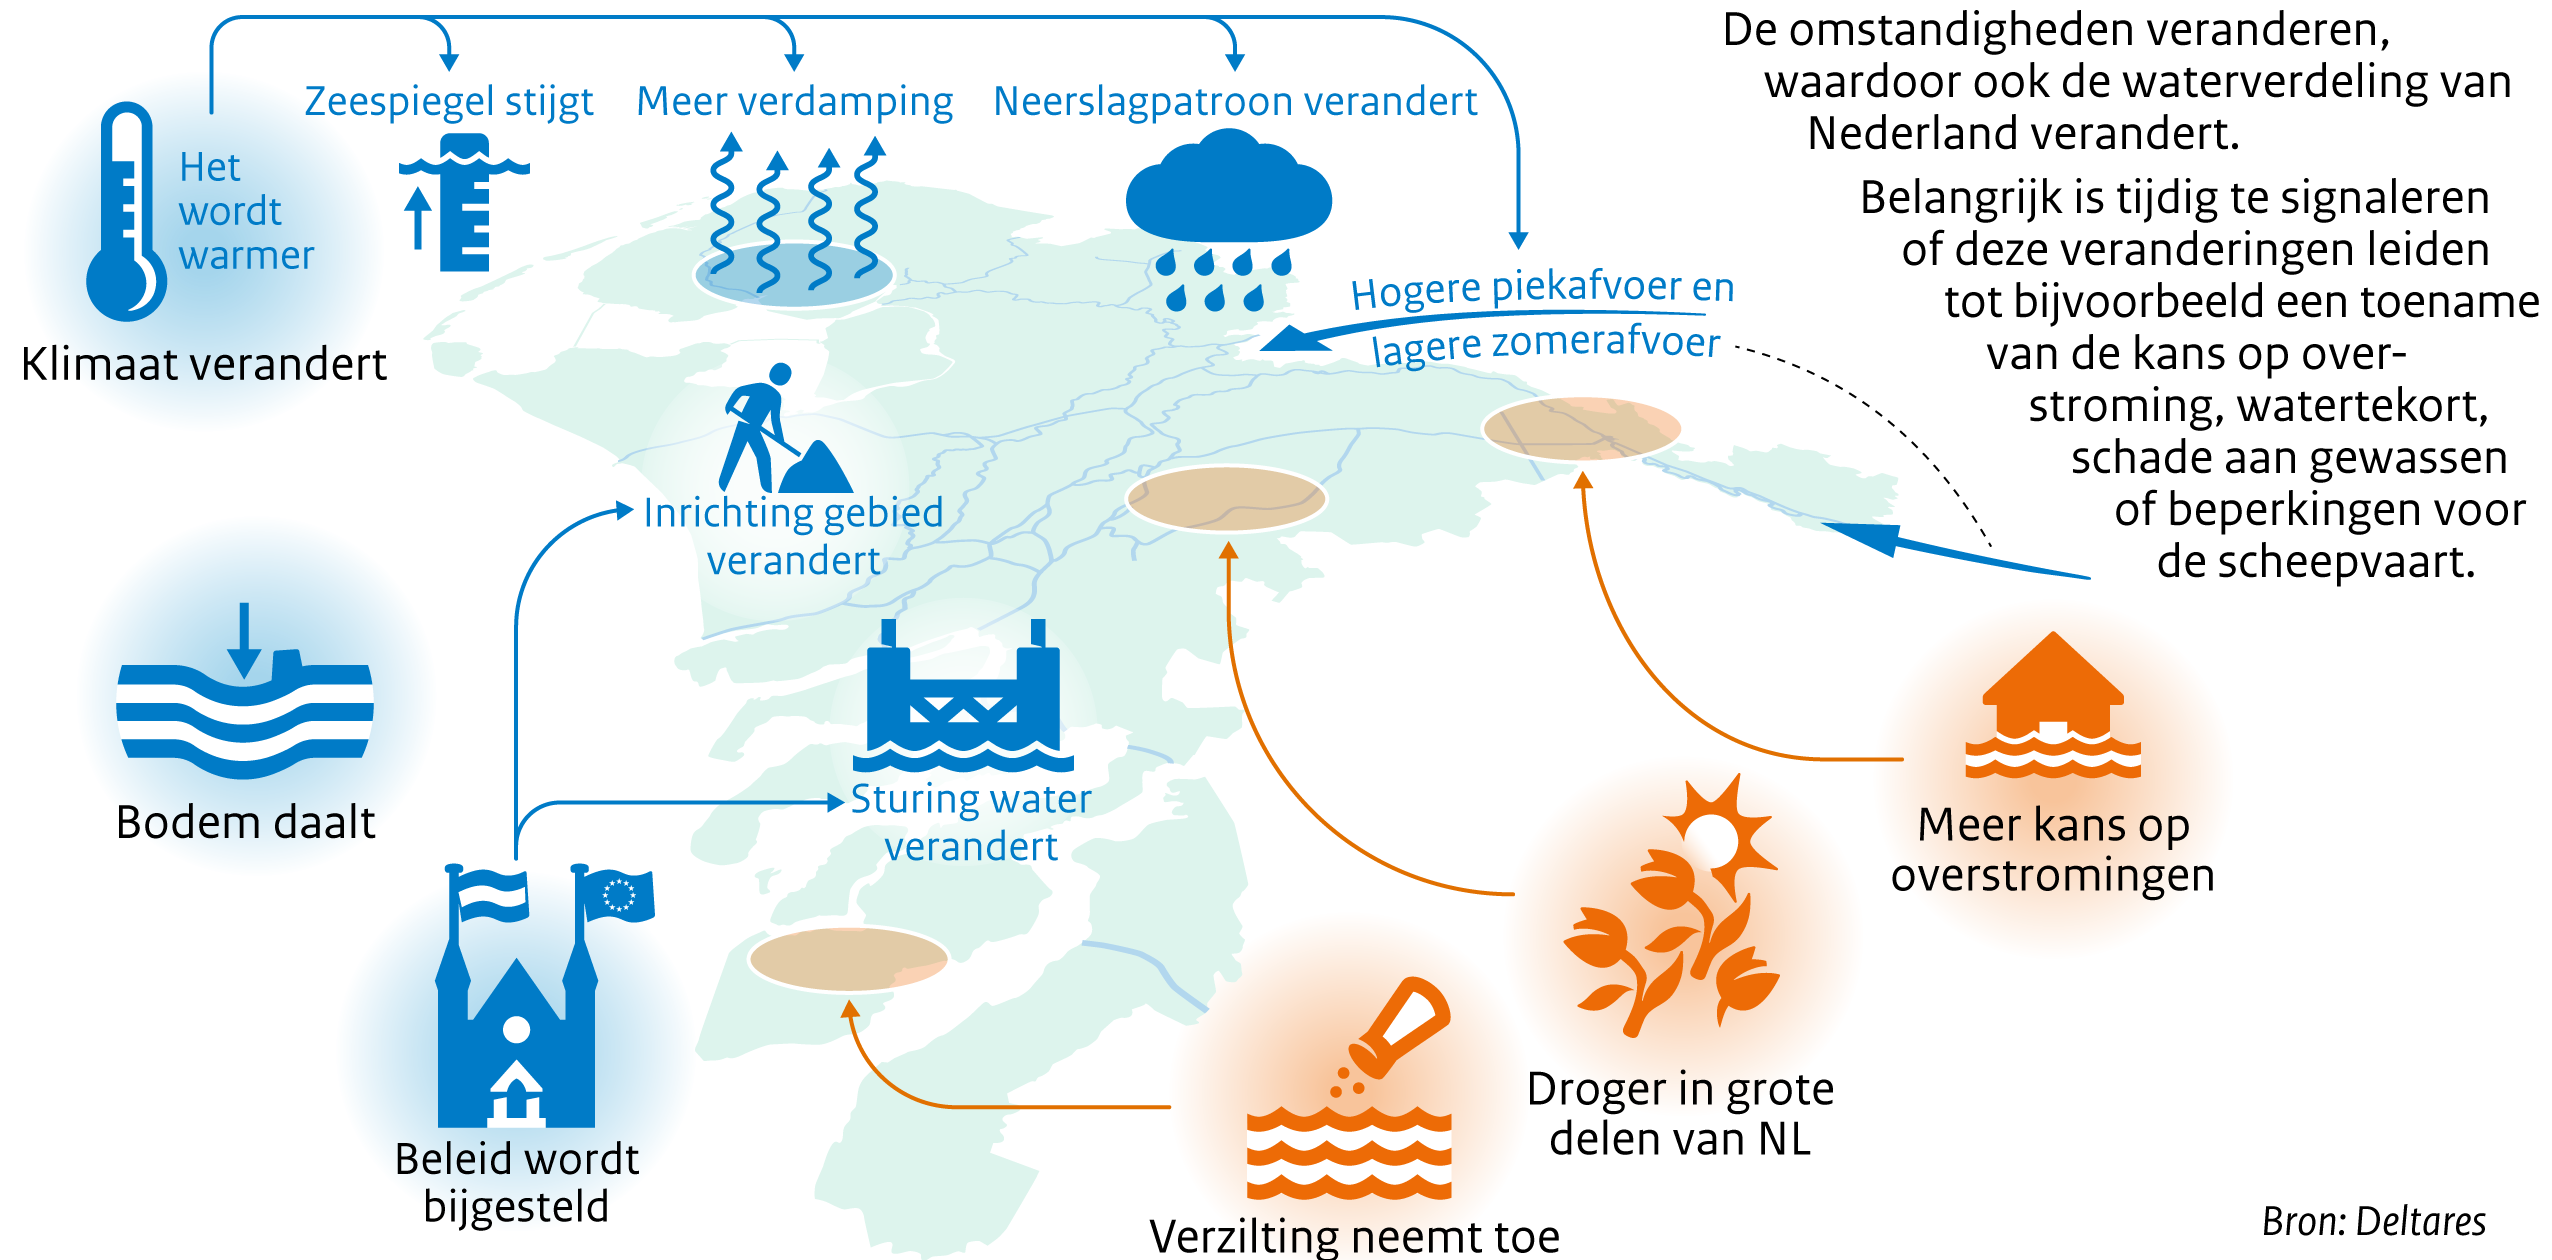 De omstandigheden veranderen,
waardoor ook de waterverdeling van
Nederland verandert.
Belangrijk is tijdig te signaleren
of deze veranderingen leiden
tot bijvoorbeeld een toename
van de kans op over-
stroming, watertekort,
schade aan gewassen
of beperkingen voor
de scheepvaart.
Zeespiegel stijgt
Meer verdamping
Neerslagpatroon verandert
Het
wordt
warmer
Klimaat verandert
Hogere piekafvoer en
lagere zomerafvoer
Inrichting gebied
verandert
Bodem daalt
Sturing water
verandert
Beleid wordt
bijgesteld
Meer kans op
overstromingen
Droger in grote
delen van NL
Verzilting neemt toe
Bron: Deltares